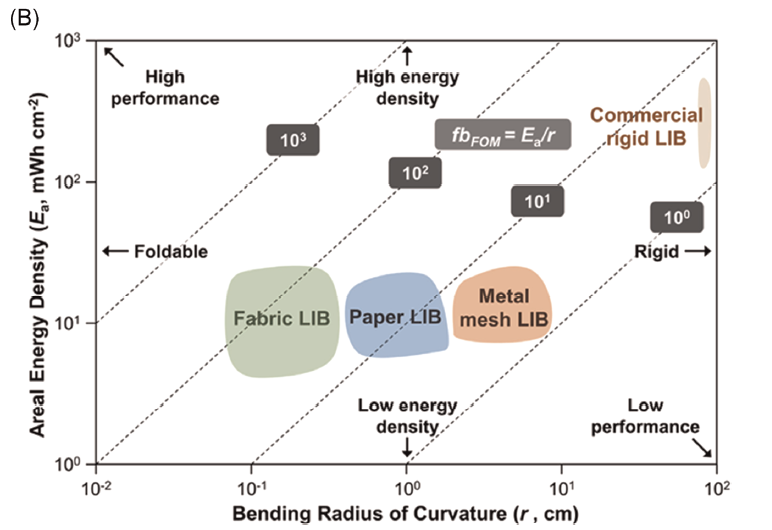 (B)
10³
High
performance
High energy
density
Commercial
rigid LIB
fb_FOM = Eₐ/r
10³
10²
10²
10¹
10⁰
Foldable
Rigid
Fabric LIB
Paper LIB
Metal
mesh LIB
10¹
Low energy
density
Low
performance
10⁰
10⁻² 10⁻¹ 10⁰ 10¹ 10²
Areal Energy Density (Eₐ, mWh cm⁻²)
Bending Radius of Curvature (r , cm)